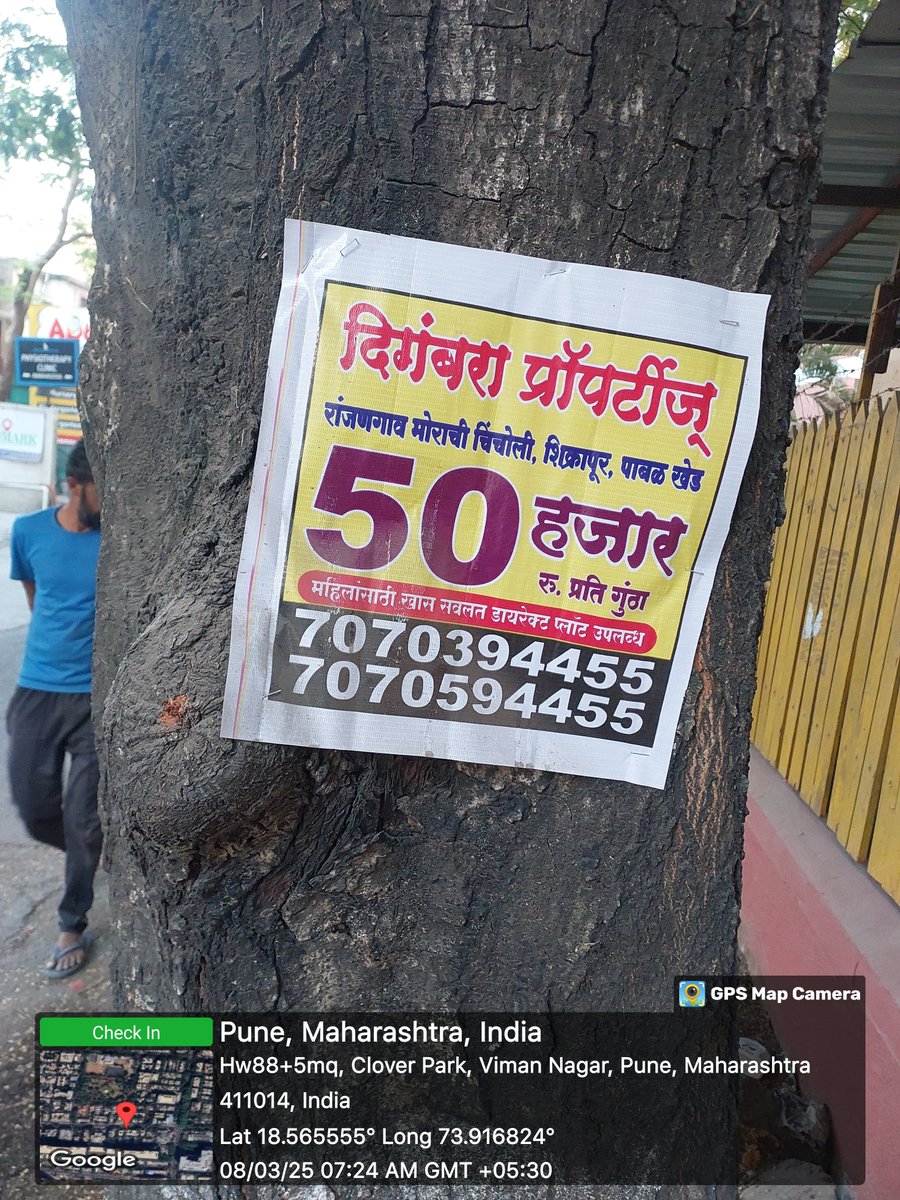 PHYSIOTHERAPY
CLINIC
MARK
दिगंबरा प्रॉपर्टीज्
रांजणगाव मोराची चिंचोली, शिक्रापूर, पाबळ खेड
50 हजार
रु. प्रति गुंठा
महिलांसाठी खास सवलत डायरेक्ट प्लॉट उपलब्ध
7070394455
7070594455
GPS Map Camera
Check In
Pune, Maharashtra, India
Hw88+5mq, Clover Park, Viman Nagar, Pune, Maharashtra
411014, India
Lat 18.565555° Long 73.916824°
08/03/25 07:24 AM GMT +05:30
Google